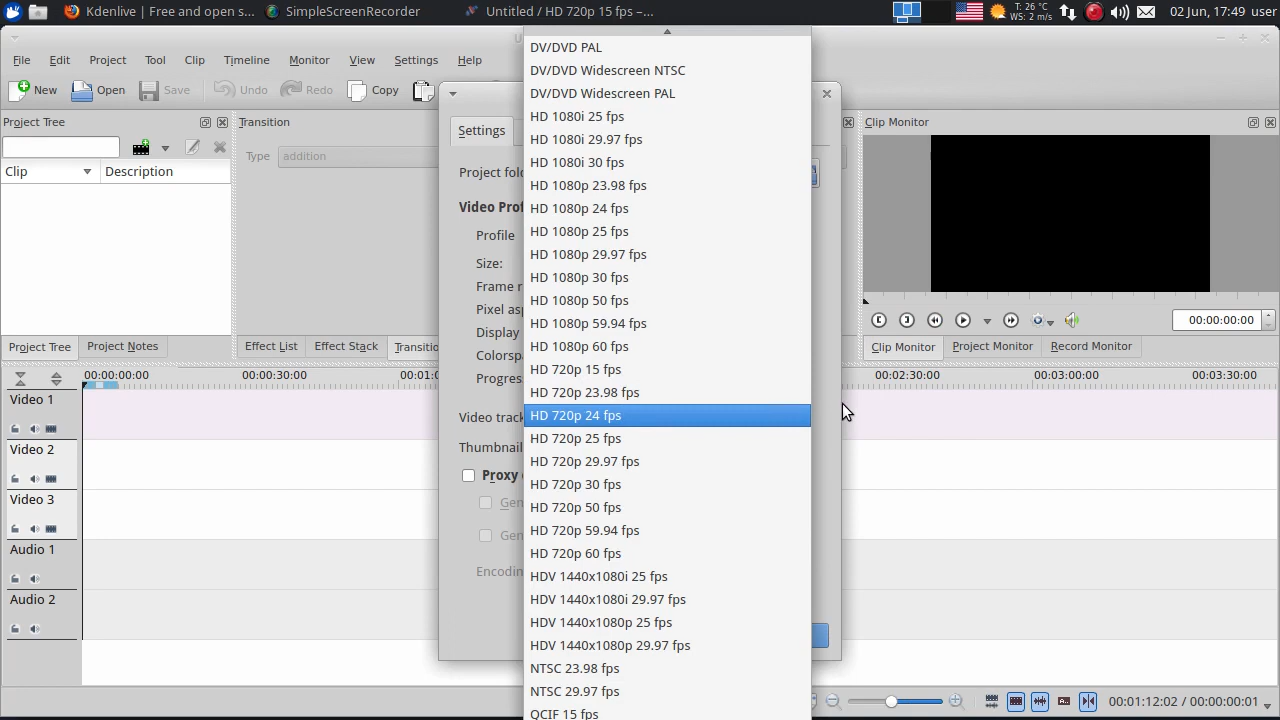 Kdenlive | Free and open s...
SimpleScreenRecorder
Untitled / HD 720p 15 fps –...
T: 26 °C
WS: 2 m/s
02 Jun, 17:49
user
File
Edit
Project
Tool
Clip
Timeline
Monitor
View
Settings
Help
New
Open
Save
Undo
Redo
Copy
Project Tree
Clip
Description
Project Tree
Project Notes
Transition
Type
addition
Effect List
Effect Stack
Transitio
Settings
Project fold
Video Prof
Profile
Size:
Frame r
Pixel asp
Display
Colorspa
Progres
Video track
Thumbnail
Proxy
Gen
Gen
Encodin
DV/DVD PAL
DV/DVD Widescreen NTSC
DV/DVD Widescreen PAL
HD 1080i 25 fps
HD 1080i 29.97 fps
HD 1080i 30 fps
HD 1080p 23.98 fps
HD 1080p 24 fps
HD 1080p 25 fps
HD 1080p 29.97 fps
HD 1080p 30 fps
HD 1080p 50 fps
HD 1080p 59.94 fps
HD 1080p 60 fps
HD 720p 15 fps
HD 720p 23.98 fps
HD 720p 24 fps
HD 720p 25 fps
HD 720p 29.97 fps
HD 720p 30 fps
HD 720p 50 fps
HD 720p 59.94 fps
HD 720p 60 fps
HDV 1440x1080i 25 fps
HDV 1440x1080i 29.97 fps
HDV 1440x1080p 25 fps
HDV 1440x1080p 29.97 fps
NTSC 23.98 fps
NTSC 29.97 fps
QCIF 15 fps
Clip Monitor
00:00:00:00
Clip Monitor
Project Monitor
Record Monitor
00:00:00:00
00:00:30:00
00:01:0
00:02:30:00
00:03:00:00
00:03:30:00
Video 1
Video 2
Video 3
Audio 1
Audio 2
00:01:12:02 / 00:00:00:01